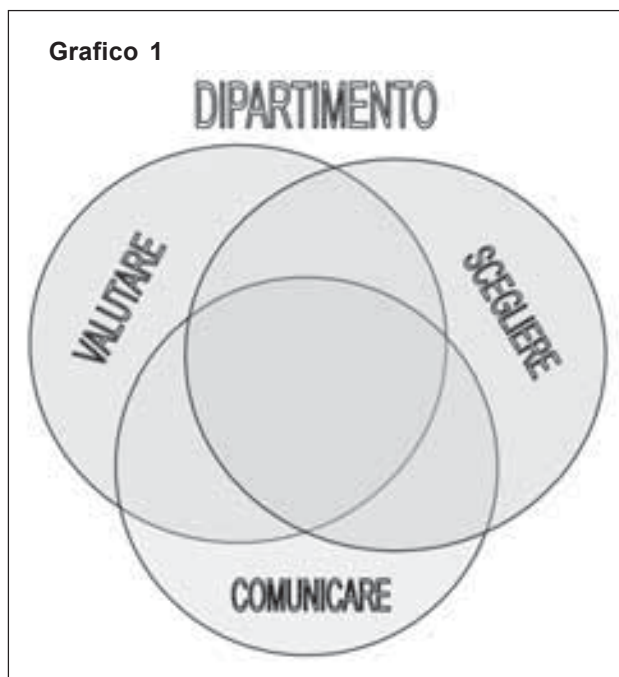 Grafico 1
DIPARTIMENTO
VALUTARE
SCEGLIERE
COMUNICARE